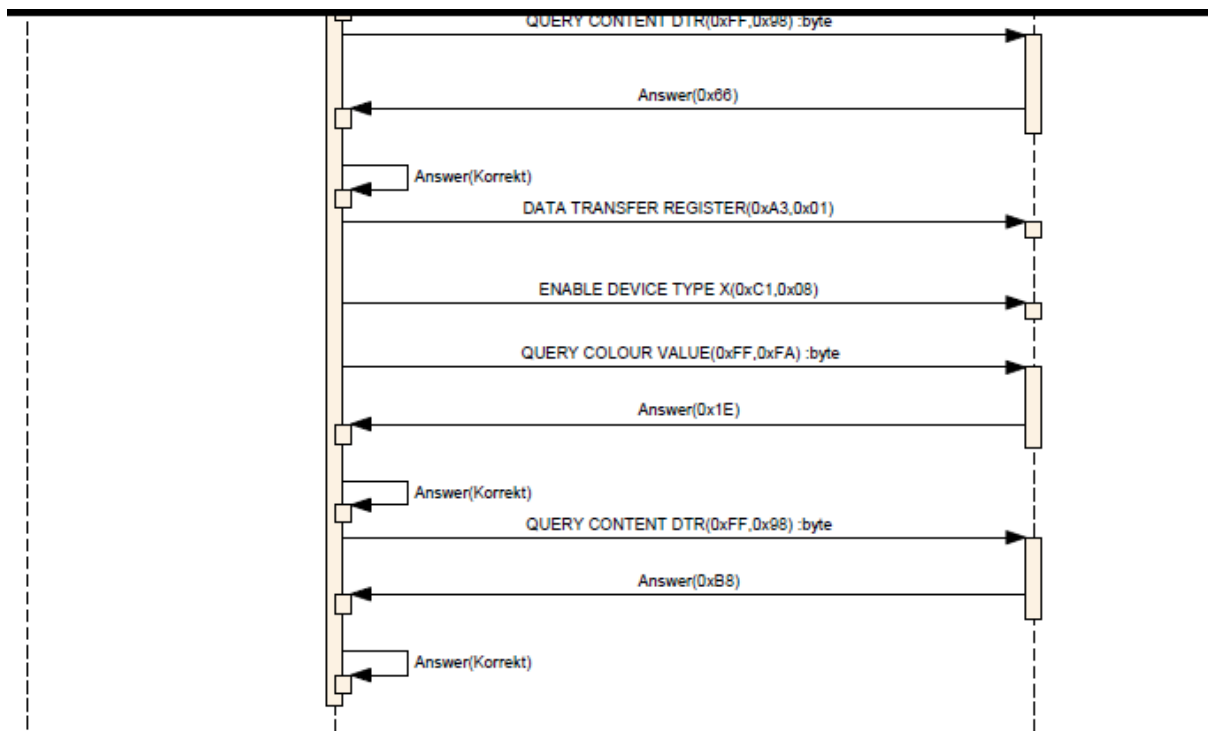 QUERY CONTENT DTR(0xFF,0x98) :byte
Answer(0x66)
Answer(Korrekt)
DATA TRANSFER REGISTER(0xA3,0x01)
ENABLE DEVICE TYPE X(0xC1,0x08)
QUERY COLOUR VALUE(0xFF,0xFA) :byte
Answer(0x1E)
Answer(Korrekt)
QUERY CONTENT DTR(0xFF,0x98) :byte
Answer(0xB8)
Answer(Korrekt)